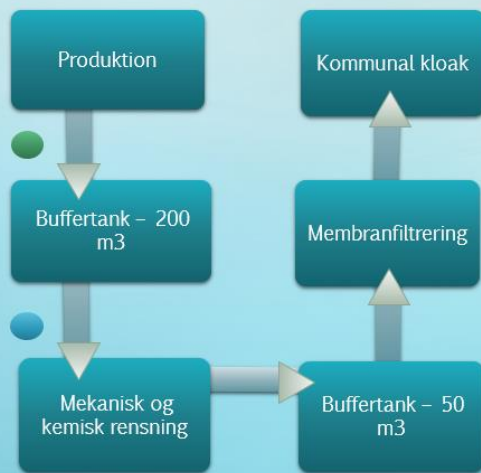 Produktion
Buffertank – 200
m3
Mekanisk og
kemisk rensning
Buffertank – 50
m3
Membranfiltrering
Kommunal kloak